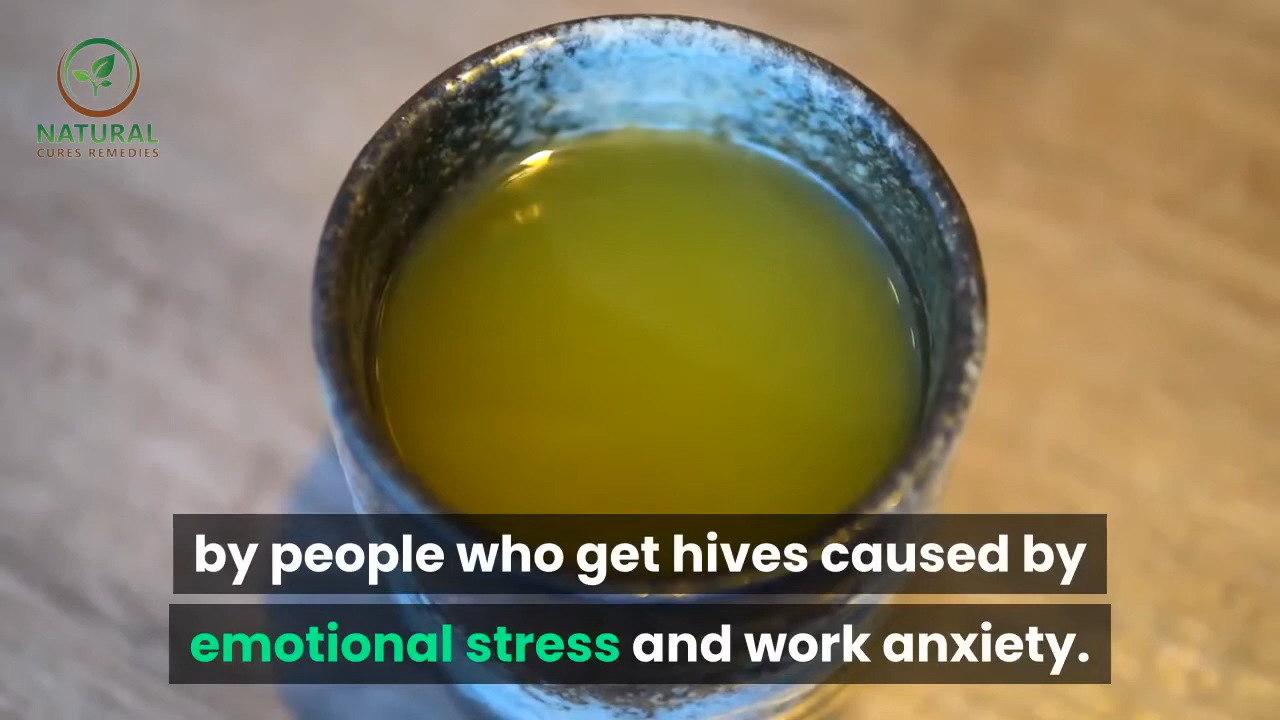 NATURAL
CURES REMEDIES
by people who get hives caused by
emotional stress and work anxiety.